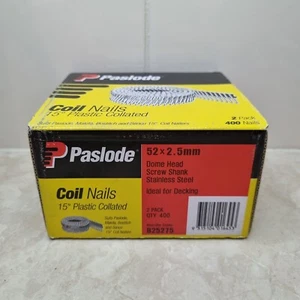 Paslode
Coil Nails
15° Plastic Collated
2 Pack
400 Nails
Paslode
52 x 2.5mm
Dome Head
Screw Shank
Stainless Steel
Ideal for Decking
Coil Nails
15° Plastic Collated
2 PACK
QTY 400
B25275